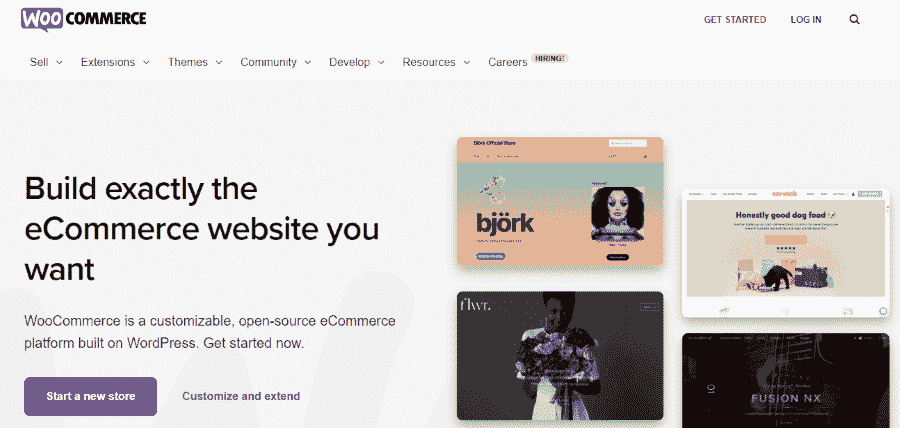 WOO COMMERCE
GET STARTED
LOG IN
Sell
Extensions
Themes
Community
Develop
Resources
Careers
HIRING!
Build exactly the
eCommerce website you
want
WooCommerce is a customizable, open-source eCommerce
platform built on WordPress. Get started now.
Start a new store
Customize and extend
Björk Official Store
björk
Honestly good dog food
flwr.
FUSION NX